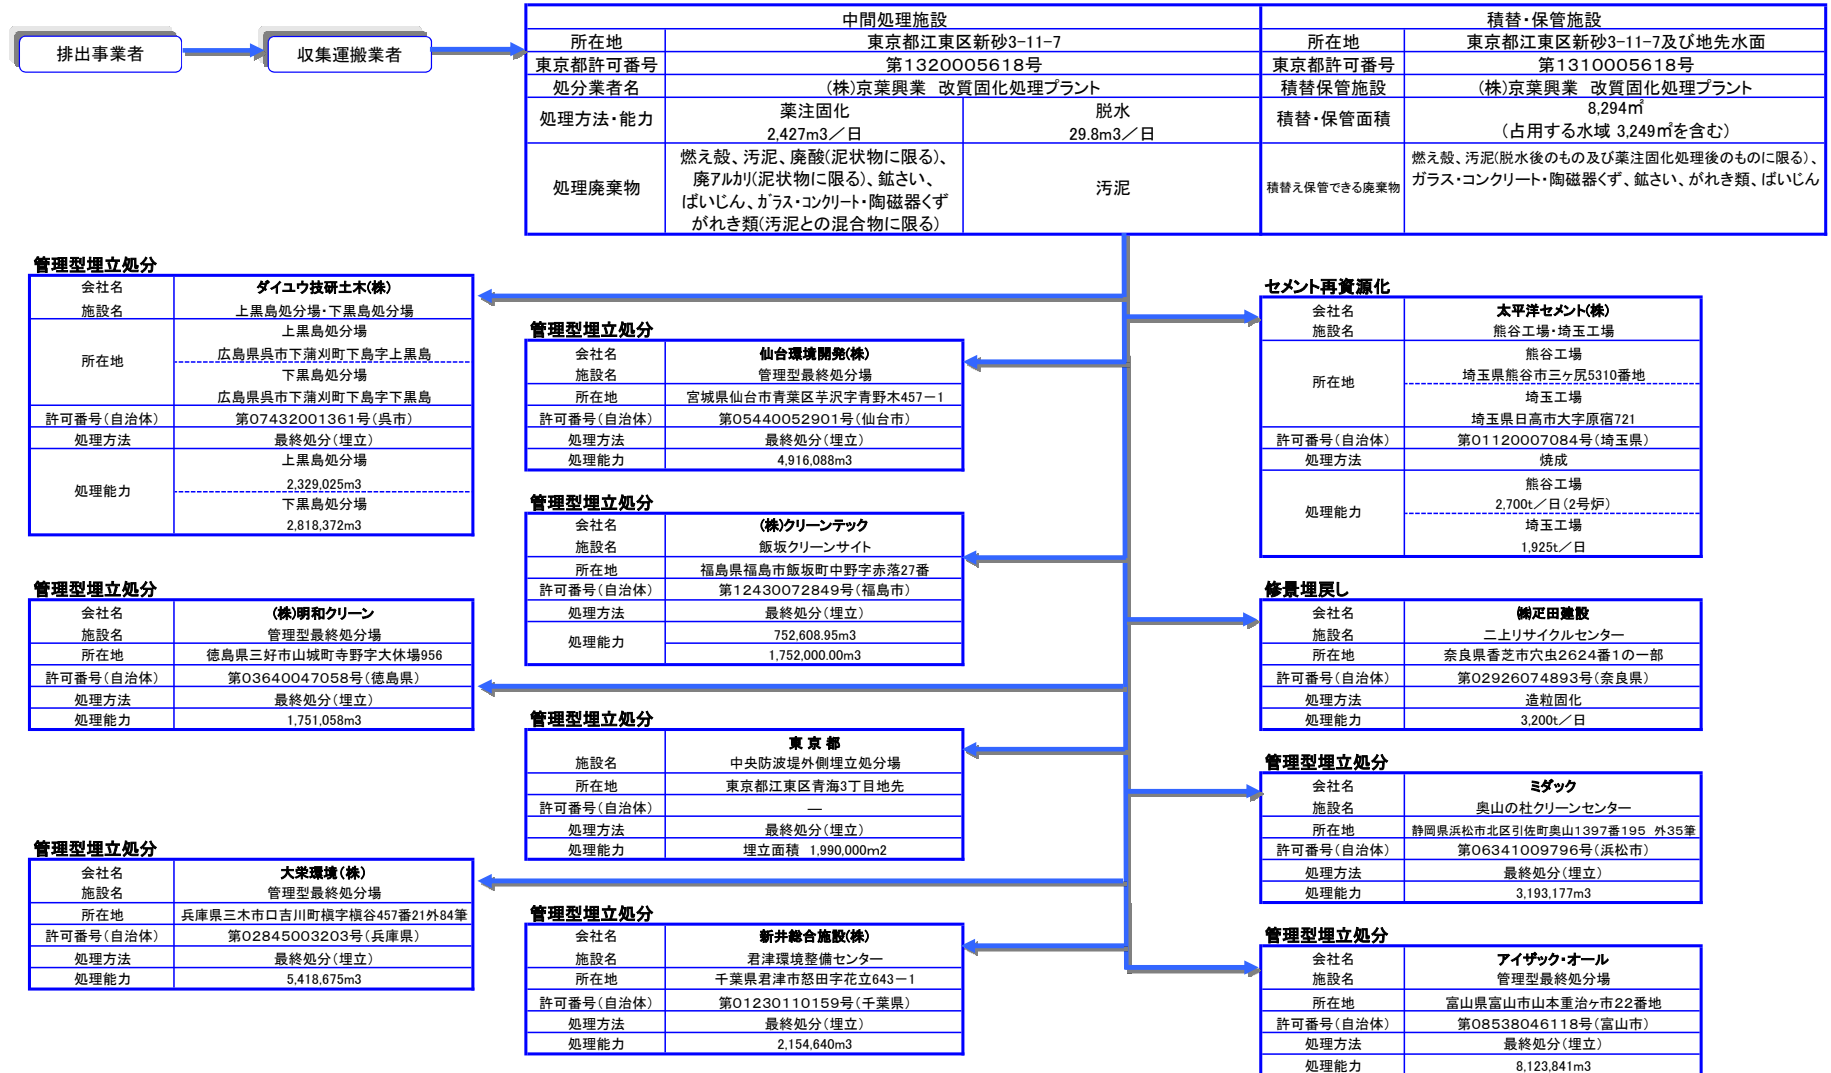 排出事業者
収集運搬業者
中間処理施設
積替・保管施設
所在地 東京都江東区新砂3-11-7
所在地 東京都江東区新砂3-11-7及び地先水面
東京都許可番号 第1320005618号
東京都許可番号 第1310005618号
処分業者名 (株)京葉興業 改質固化処理プラント
積替保管施設 (株)京葉興業 改質固化処理プラント
処理方法・能力
薬注固化
2,427m3/日
脱水
29.8m3/日
積替・保管面積
8,294㎡
(占用する水域 3,249㎡を含む)
処理廃棄物
燃え殻、汚泥、廃酸(泥状物に限る)、
廃アルカリ(泥状物に限る)、鉱さい、
ばいじん、ガラス・コンクリート・陶磁器くず
がれき類(汚泥との混合物に限る)
汚泥
積替え保管できる廃棄物
燃え殻、汚泥(脱水後のもの及び薬注固化処理後のものに限る)、
ガラス・コンクリート・陶磁器くず、鉱さい、がれき類、ばいじん
管理型埋立処分
会社名 ダイユウ技研土木(株)
施設名 上黒島処分場・下黒島処分場
所在地
上黒島処分場
広島県呉市下蒲刈町下島字上黒島
下黒島処分場
広島県呉市下蒲刈町下島字下黒島
許可番号(自治体) 第07432001361号(呉市)
処理方法 最終処分(埋立)
処理能力
上黒島処分場
2,329,025m3
下黒島処分場
2,818,372m3
管理型埋立処分
会社名 (株)明和クリーン
施設名 管理型最終処分場
所在地 徳島県三好市山城町寺野字大休場956
許可番号(自治体) 第03640047058号(徳島県)
処理方法 最終処分(埋立)
処理能力 1,751,058m3
管理型埋立処分
会社名 大栄環境(株)
施設名 管理型最終処分場
所在地 兵庫県三木市口吉川町槇字槇谷457番21外84筆
許可番号(自治体) 第02845003203号(兵庫県)
処理方法 最終処分(埋立)
処理能力 5,418,675m3
管理型埋立処分
会社名 仙台環境開発(株)
施設名 管理型最終処分場
所在地 宮城県仙台市青葉区芋沢字青野木457-1
許可番号(自治体) 第05440052901号(仙台市)
処理方法 最終処分(埋立)
処理能力 4,916,088m3
管理型埋立処分
会社名 (株)クリーンテック
施設名 飯坂クリーンサイト
所在地 福島県福島市飯坂町中野字赤落27番
許可番号(自治体) 第12430072849号(福島市)
処理方法 最終処分(埋立)
処理能力
752,608.95m3
1,752,000.00m3
管理型埋立処分
東 京 都
施設名 中央防波堤外側埋立処分場
所在地 東京都江東区青海3丁目地先
許可番号(自治体) ―
処理方法 最終処分(埋立)
処理能力 埋立面積 1,990,000m2
管理型埋立処分
会社名 新井総合施設(株)
施設名 君津環境整備センター
所在地 千葉県君津市怒田字花立643-1
許可番号(自治体) 第01230110159号(千葉県)
処理方法 最終処分(埋立)
処理能力 2,154,640m3
セメント再資源化
会社名 太平洋セメント(株)
施設名 熊谷工場・埼玉工場
所在地
熊谷工場
埼玉県熊谷市三ヶ尻5310番地
埼玉工場
埼玉県日高市大字原宿721
許可番号(自治体) 第01120007084号(埼玉県)
処理方法 焼成
処理能力
熊谷工場
2,700t/日(2号炉)
埼玉工場
1,925t/日
修景埋戻し
会社名 ㈱疋田建設
施設名 二上リサイクルセンター
所在地 奈良県香芝市穴虫2624番1の一部
許可番号(自治体) 第02926074893号(奈良県)
処理方法 造粒固化
処理能力 3,200t/日
管理型埋立処分
会社名 ミダック
施設名 奥山の杜クリーンセンター
所在地 静岡県浜松市北区引佐町奥山1397番195 外35筆
許可番号(自治体) 第06341009796号(浜松市)
処理方法 最終処分(埋立)
処理能力 3,193,177m3
管理型埋立処分
会社名 アイザック・オール
施設名 管理型最終処分場
所在地 富山県富山市山本重治ヶ市22番地
許可番号(自治体) 第08538046118号(富山市)
処理方法 最終処分(埋立)
処理能力 8,123,841m3